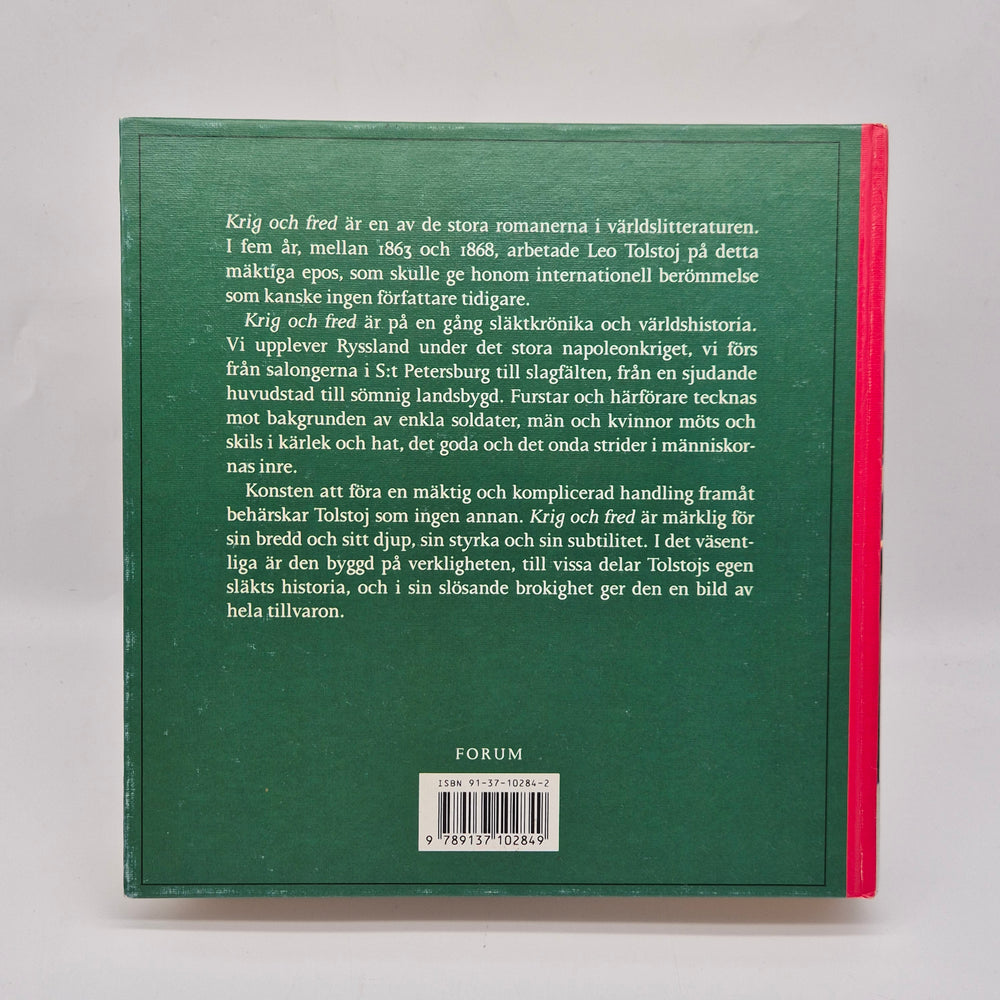 Krig och fred är en av de stora romanerna i världslitteraturen.
I fem år, mellan 1863 och 1868, arbetade Leo Tolstoj på detta
mäktiga epos, som skulle ge honom internationell berömmelse
som kanske ingen författare tidigare.
Krig och fred är på en gång släktkrönika och världshistoria.
Vi upplever Ryssland under det stora napoleonkriget, vi förs
från salongerna i S:t Petersburg till slagfälten, från en sjudande
huvudstad till sömnig landsbygd. Furstar och härförare tecknas
mot bakgrunden av enkla soldater, män och kvinnor möts och
skils i kärlek och hat, det goda och det onda strider i människor-
nas inre.
Konsten att föra en mäktig och komplicerad handling framåt
behärskar Tolstoj som ingen annan. Krig och fred är märklig för
sin bredd och sitt djup, sin styrka och sin subtilitet. I det väsent-
liga är den byggd på verkligheten, till vissa delar Tolstojs egen
släkts historia, och i sin slösande brokighet ger den en bild av
hela tillvaron.
FORUM
ISBN 91-37-10284-2
9 789137 102849